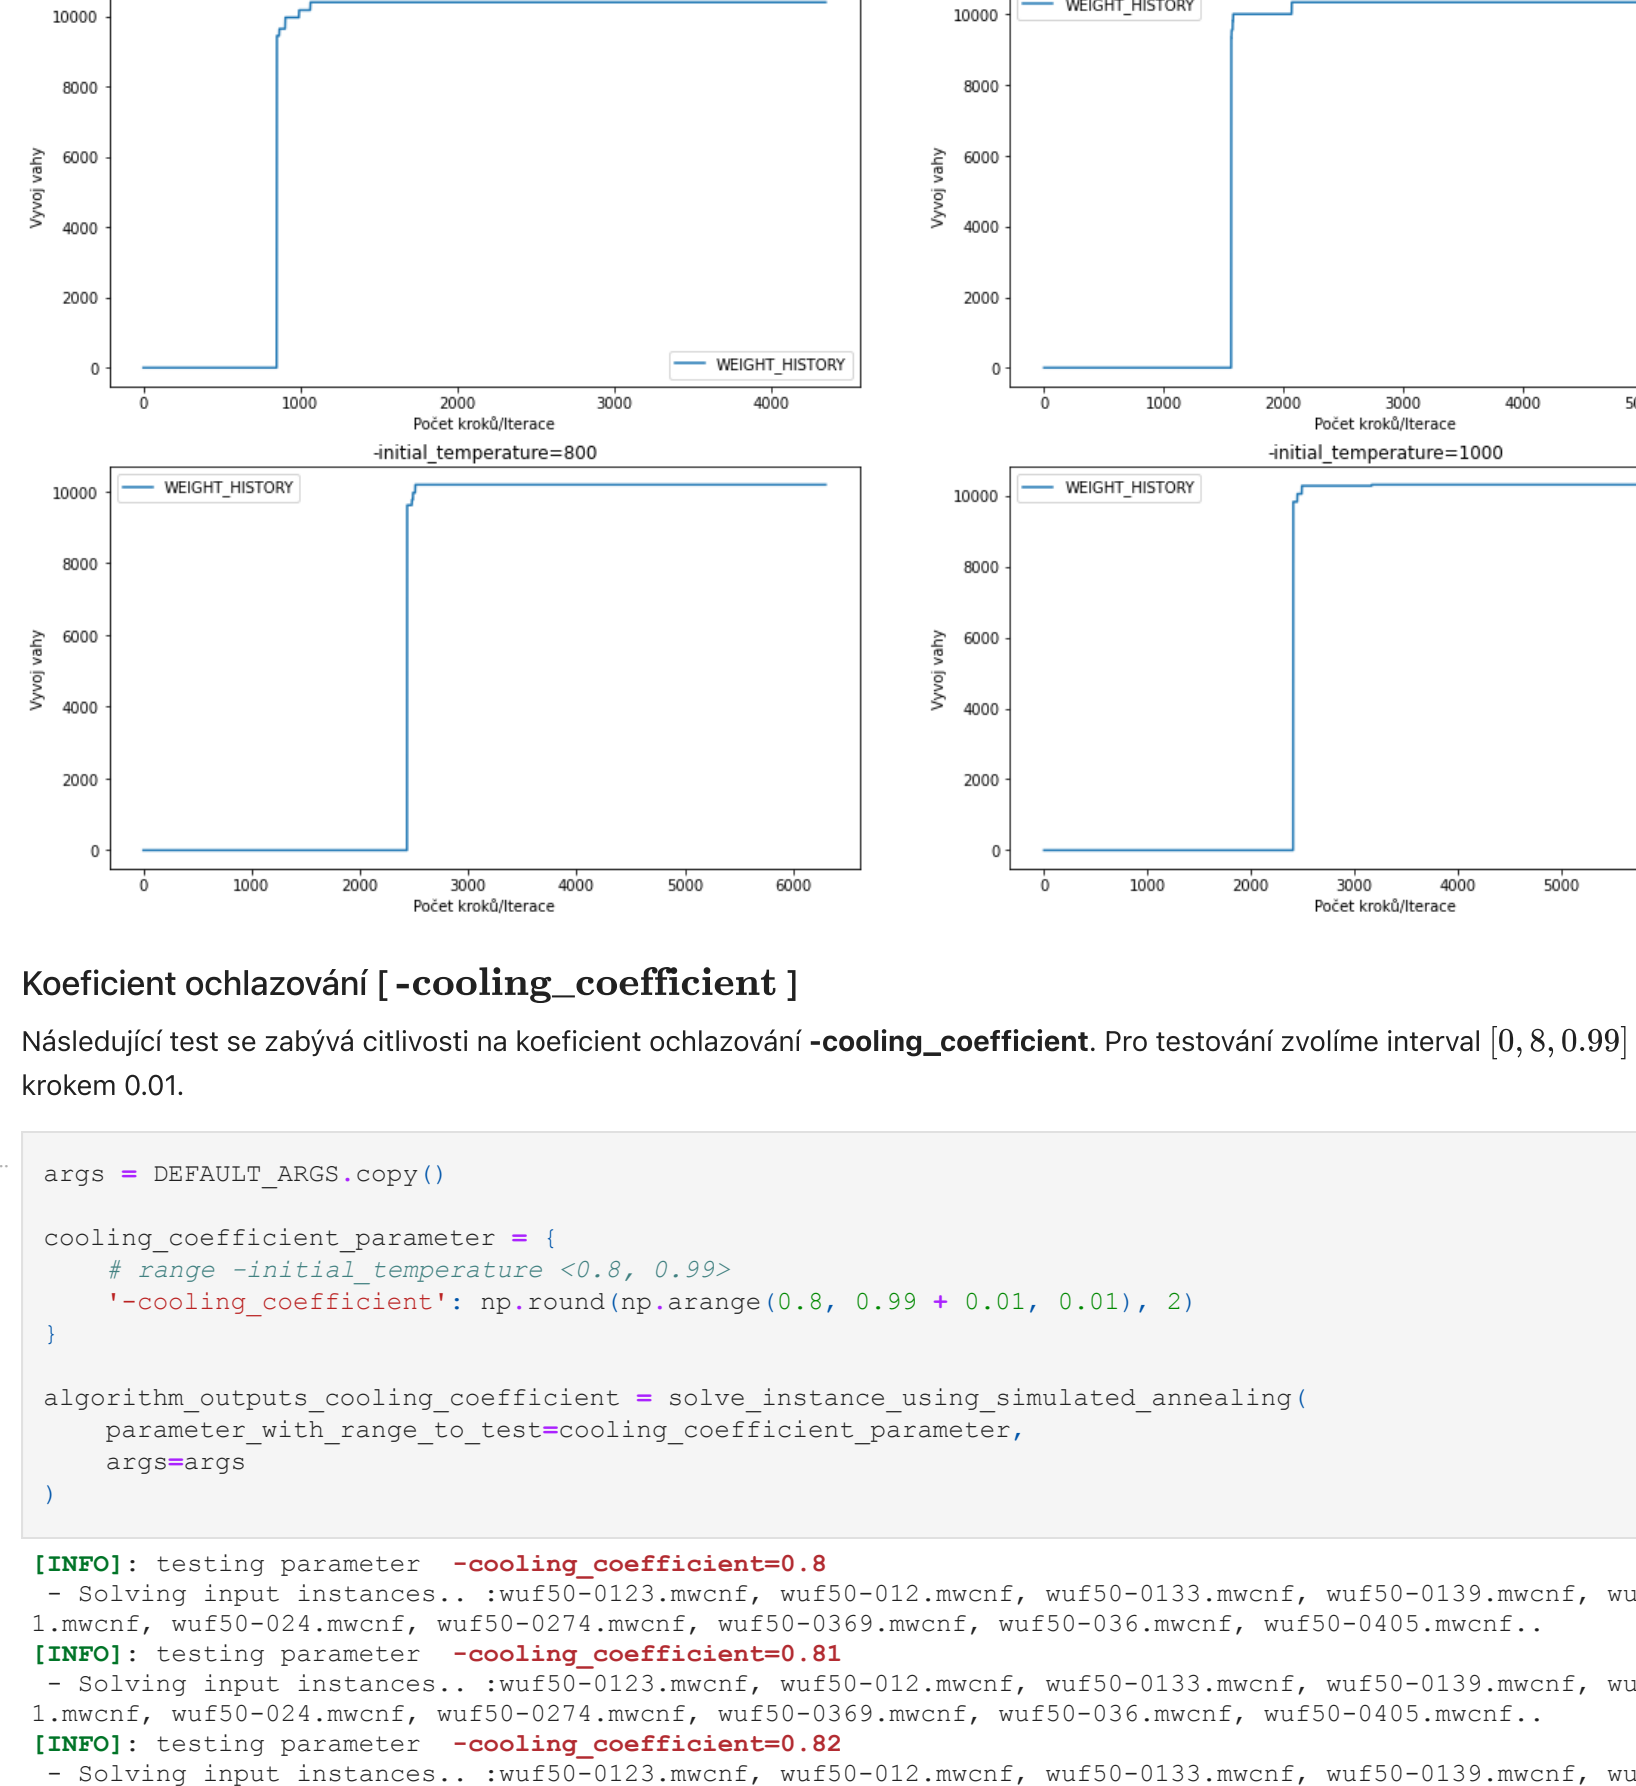 10000
8000
6000
4000
2000
0
Vyvoj vahy
WEIGHT_HISTORY
0 1000 2000 3000 4000
Počet kroků/Iterace
WEIGHT_HISTORY
10000
8000
6000
4000
2000
0
Vyvoj vahy
0 1000 2000 3000 4000
Počet kroků/Iterace
-initial_temperature=800
WEIGHT_HISTORY
10000
8000
6000
4000
2000
0
Vyvoj vahy
0 1000 2000 3000 4000 5000 6000
Počet kroků/Iterace
-initial_temperature=1000
WEIGHT_HISTORY
10000
8000
6000
4000
2000
0
Vyvoj vahy
0 1000 2000 3000 4000 5000
Počet kroků/Iterace
Koeficient ochlazování [ -cooling_coefficient ]
Následující test se zabývá citlivosti na koeficient ochlazování -cooling_coefficient. Pro testování zvolíme interval [0, 8, 0.99]
krokem 0.01.
args = DEFAULT_ARGS.copy()
cooling_coefficient_parameter = {
# range -initial_temperature <0.8, 0.99>
'-cooling_coefficient': np.round(np.arange(0.8, 0.99 + 0.01, 0.01), 2)
}
algorithm_outputs_cooling_coefficient = solve_instance_using_simulated_annealing(
parameter_with_range_to_test=cooling_coefficient_parameter,
args=args
)
[INFO]: testing parameter -cooling_coefficient=0.8
- Solving input instances.. :wuf50-0123.mwcnf, wuf50-012.mwcnf, wuf50-0133.mwcnf, wuf50-0139.mwcnf, wu
1.mwcnf, wuf50-024.mwcnf, wuf50-0274.mwcnf, wuf50-0369.mwcnf, wuf50-036.mwcnf, wuf50-0405.mwcnf..
[INFO]: testing parameter -cooling_coefficient=0.81
- Solving input instances.. :wuf50-0123.mwcnf, wuf50-012.mwcnf, wuf50-0133.mwcnf, wuf50-0139.mwcnf, wu
1.mwcnf, wuf50-024.mwcnf, wuf50-0274.mwcnf, wuf50-0369.mwcnf, wuf50-036.mwcnf, wuf50-0405.mwcnf..
[INFO]: testing parameter -cooling_coefficient=0.82
- Solving input instances.. :wuf50-0123.mwcnf, wuf50-012.mwcnf, wuf50-0133.mwcnf, wuf50-0139.mwcnf, wu